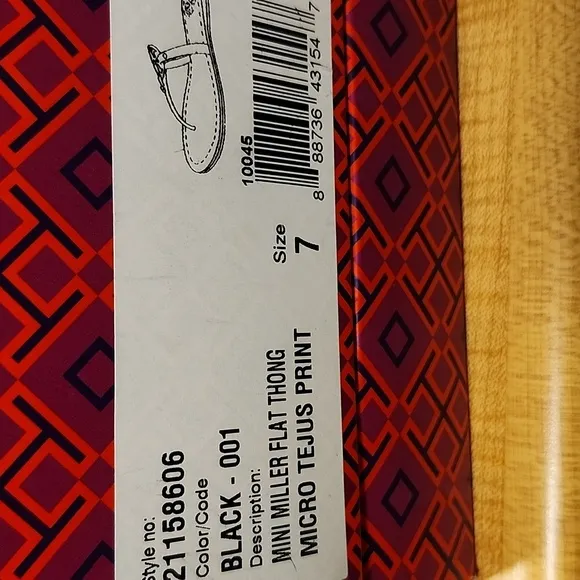 Style no:
21158606
Color/Code
BLACK - 001
Description:
MINI MILLER FLAT THONG
MICRO TEJUS PRINT
Size
7
10045
8 88736 43154 7